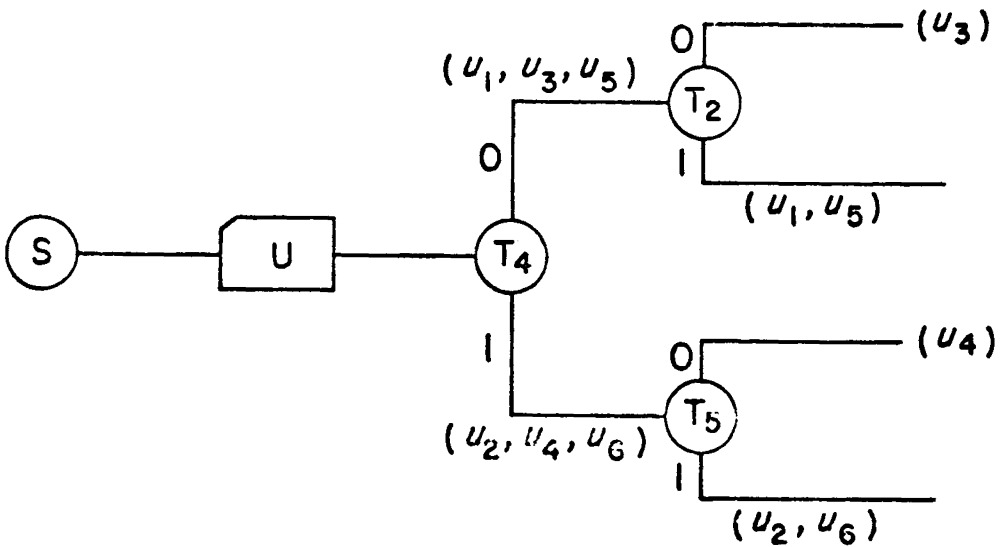 (u3)
0
(u1, u3, u5)
T2
0
1
(u1, u5)
S
U
T4
1
0
(u4)
T5
(u2, u4, u6)
1
(u2, u6)